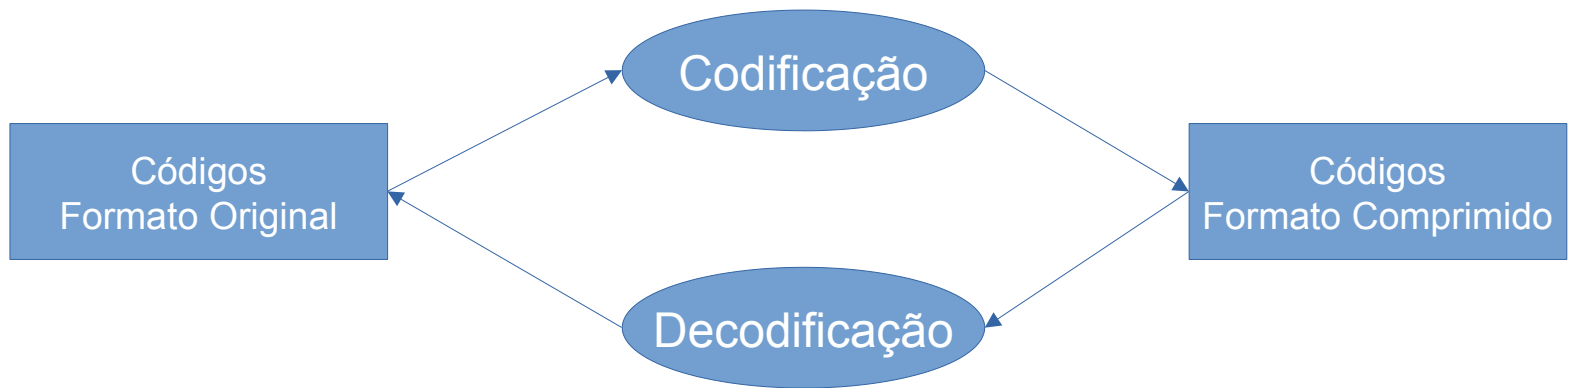 Codificação
Códigos
Formato Original
Códigos
Formato Comprimido
Decodificação